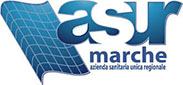 asur
marche
azienda sanitaria unica regionale